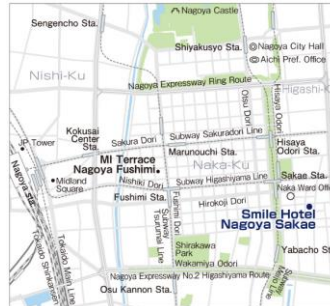 Nagoya Castle
Sengencho Sta.
Shiyakusyo Sta.
Nagoya City Hall
Aichi Pref. Office
Nishi-Ku
Nagoya Expressway Ring Route
Higashi-K
Otsu Dori
Hisaya Odori
Tower
Kokusai
Center
Sta.
Sakura Dori
Subway Sakuradori Line
Hisaya
Odori Sta.
Marunouchi Sta.
MI Terrace
Nagoya Fushimi
Naka-Ku
Nagoya Sta.
Midland
Square
Nishiki Dori
Subway Higashiyama Line
Sakae Sta.
Naka Ward Offi
Fushimi Sta.
Hirokoji Dori
Smile Hotel
Nagoya Sakae
Subway
Tsurumai Line
Fushimi Dori
Shirakawa
Park
Yabacho St
Wakamiya Odori
Tokaido Shinkansen
Tokaido Main Line
Nagoya Expressway No.2 Higashiyama Route
Osu Kannon Sta.
Subway